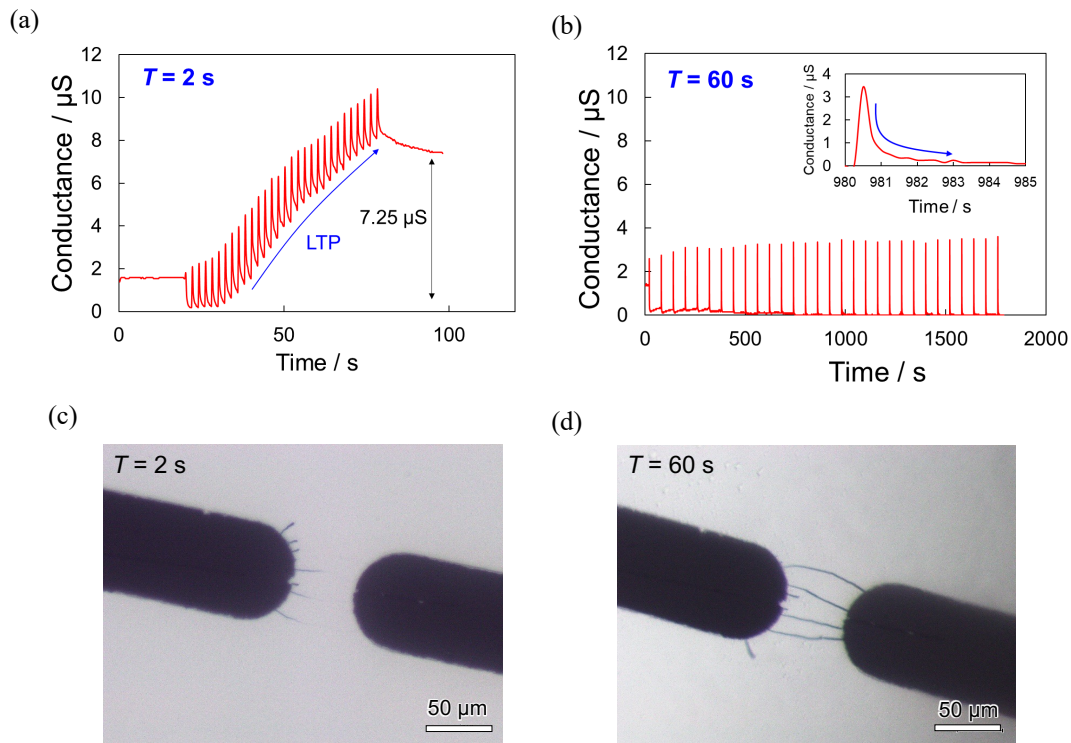 (a)
12
10
8
6
4
2
0
Conductance / µS
T = 2 s
LTP
7.25 µS
0
50
100
Time / s
(b)
12
10
8
6
4
2
0
Conductance / µS
T = 60 s
4
3
2
1
0
Conductance / µS
980
981
982
983
984
985
Time / s
0
500
1000
1500
2000
Time / s
(c)
T = 2 s
50 µm
(d)
T = 60 s
50 µm